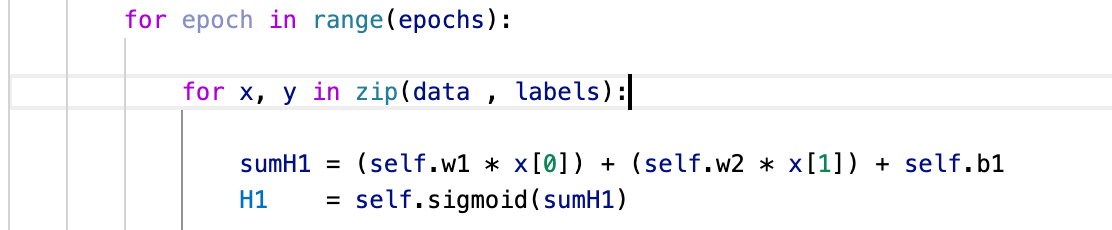 for epoch in range(epochs):
for x, y in zip(data , labels):
sumH1 = (self.w1 * x[0]) + (self.w2 * x[1]) + self.b1
H1    = self.sigmoid(sumH1)